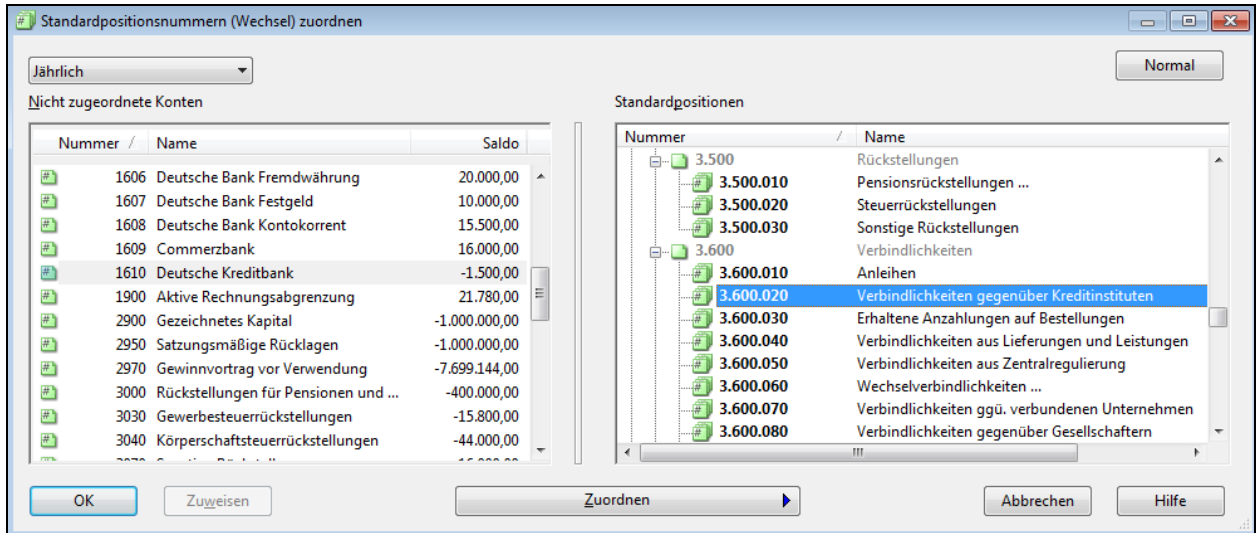 Standardpositionsnummern (Wechsel) zuordnen
Jährlich
Normal
Nicht zugeordnete Konten
Nummer Name Saldo
1606 Deutsche Bank Fremdwährung 20.000,00
1607 Deutsche Bank Festgeld 10.000,00
1608 Deutsche Bank Kontokorrent 15.500,00
1609 Commerzbank 16.000,00
1610 Deutsche Kreditbank -1.500,00
1900 Aktive Rechnungsabgrenzung 21.780,00
2900 Gezeichnetes Kapital -1.000.000,00
2950 Satzungsmäßige Rücklagen -1.000.000,00
2970 Gewinnvortrag vor Verwendung -7.699.144,00
3000 Rückstellungen für Pensionen und ... -400.000,00
3030 Gewerbesteuerrückstellungen -15.800,00
3040 Körperschaftsteuerrückstellungen -44.000,00
Standardpositionen
Nummer Name
3.500 Rückstellungen
3.500.010 Pensionsrückstellungen ...
3.500.020 Steuerrückstellungen
3.500.030 Sonstige Rückstellungen
3.600 Verbindlichkeiten
3.600.010 Anleihen
3.600.020 Verbindlichkeiten gegenüber Kreditinstituten
3.600.030 Erhaltene Anzahlungen auf Bestellungen
3.600.040 Verbindlichkeiten aus Lieferungen und Leistungen
3.600.050 Verbindlichkeiten aus Zentralregulierung
3.600.060 Wechselverbindlichkeiten ...
3.600.070 Verbindlichkeiten ggü. verbundenen Unternehmen
3.600.080 Verbindlichkeiten gegenüber Gesellschaftern
OK
Zuweisen
Zuordnen
Abbrechen
Hilfe